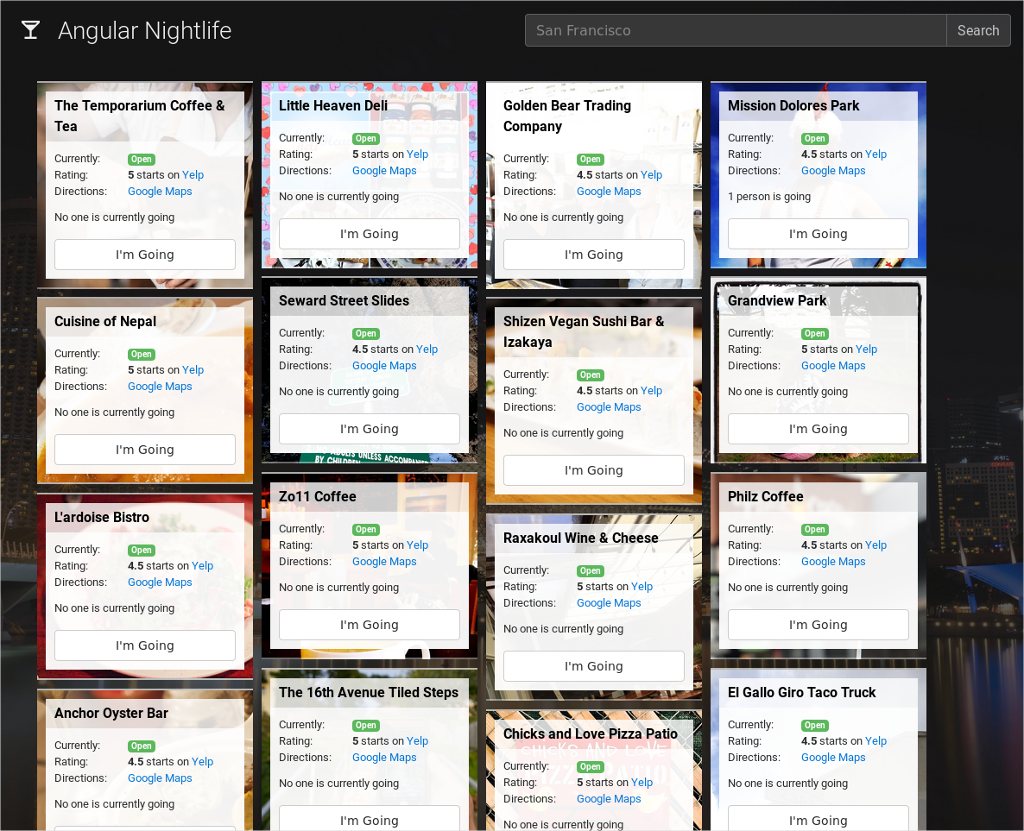 Angular Nightlife
San Francisco
Search
The Temporarium Coffee &
Tea
Currently: Open
Rating: 5 starts on Yelp
Directions: Google Maps
No one is currently going
I'm Going
Cuisine of Nepal
Currently: Open
Rating: 5 starts on Yelp
Directions: Google Maps
No one is currently going
I'm Going
L'ardoise Bistro
Currently: Open
Rating: 4.5 starts on Yelp
Directions: Google Maps
No one is currently going
I'm Going
Anchor Oyster Bar
Currently: Open
Rating: 4.5 starts on Yelp
Directions: Google Maps
No one is currently going
Little Heaven Deli
Currently: Open
Rating: 5 starts on Yelp
Directions: Google Maps
No one is currently going
I'm Going
Seward Street Slides
Currently: Open
Rating: 4.5 starts on Yelp
Directions: Google Maps
No one is currently going
I'm Going
ADULTS UNLESS ACCOMPANIED
BY CHILDREN
Zo11 Coffee
Currently: Open
Rating: 5 starts on Yelp
Directions: Google Maps
No one is currently going
I'm Going
The 16th Avenue Tiled Steps
Currently: Open
Rating: 5 starts on Yelp
Directions: Google Maps
No one is currently going
I'm Going
Golden Bear Trading
Company
Currently: Open
Rating: 4.5 starts on Yelp
Directions: Google Maps
No one is currently going
I'm Going
Shizen Vegan Sushi Bar &
Izakaya
Currently: Open
Rating: 4.5 starts on Yelp
Directions: Google Maps
No one is currently going
I'm Going
Raxakoul Wine & Cheese
Currently: Open
Rating: 5 starts on Yelp
Directions: Google Maps
No one is currently going
I'm Going
Chicks and Love Pizza Patio
CHICKS AND LOVE
PIZZA PATIO
Currently: Open
Rating: 5 starts on Yelp
Directions: Google Maps
No one is currently going
Mission Dolores Park
Currently: Open
Rating: 4.5 starts on Yelp
Directions: Google Maps
1 person is going
I'm Going
Grandview Park
Currently: Open
Rating: 5 starts on Yelp
Directions: Google Maps
No one is currently going
I'm Going
Philz Coffee
Currently: Open
Rating: 4.5 starts on Yelp
Directions: Google Maps
No one is currently going
I'm Going
El Gallo Giro Taco Truck
Currently: Open
Rating: 4.5 starts on Yelp
Directions: Google Maps
No one is currently going
I'm Going